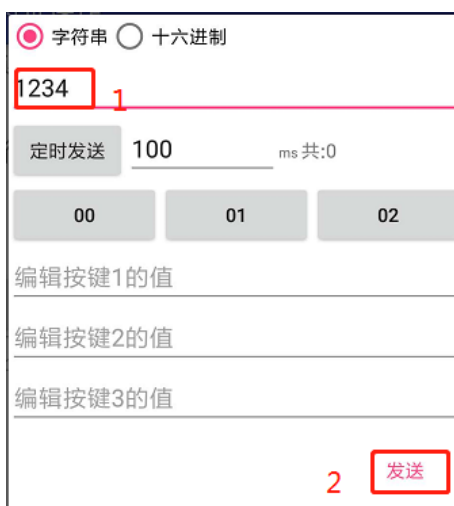 字符串 十六进制
1234 1
定时发送 100 ms 共:0
00 01 02
编辑按键1的值
编辑按键2的值
编辑按键3的值
2 发送